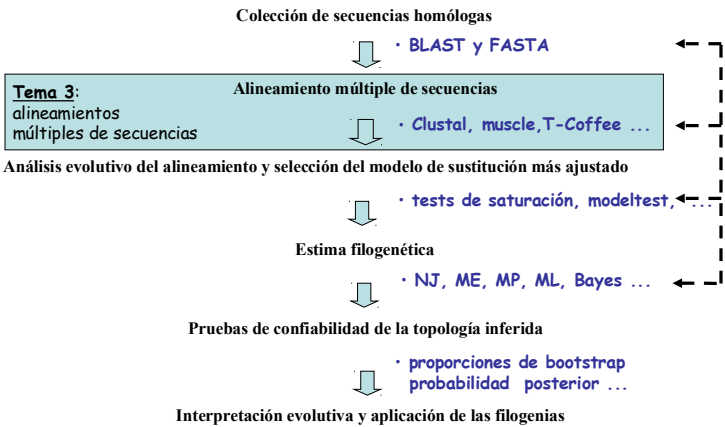 Colección de secuencias homólogas
• BLAST y FASTA
Tema 3:
alineamientos
múltiples de secuencias
Alineamiento múltiple de secuencias
• Clustal, muscle,T-Coffee ...
Análisis evolutivo del alineamiento y selección del modelo de sustitución más ajustado
• tests de saturación, modeltest, ...
Estima filogenética
• NJ, ME, MP, ML, Bayes ...
Pruebas de confiabilidad de la topología inferida
• proporciones de bootstrap
probabilidad posterior ...
Interpretación evolutiva y aplicación de las filogenias